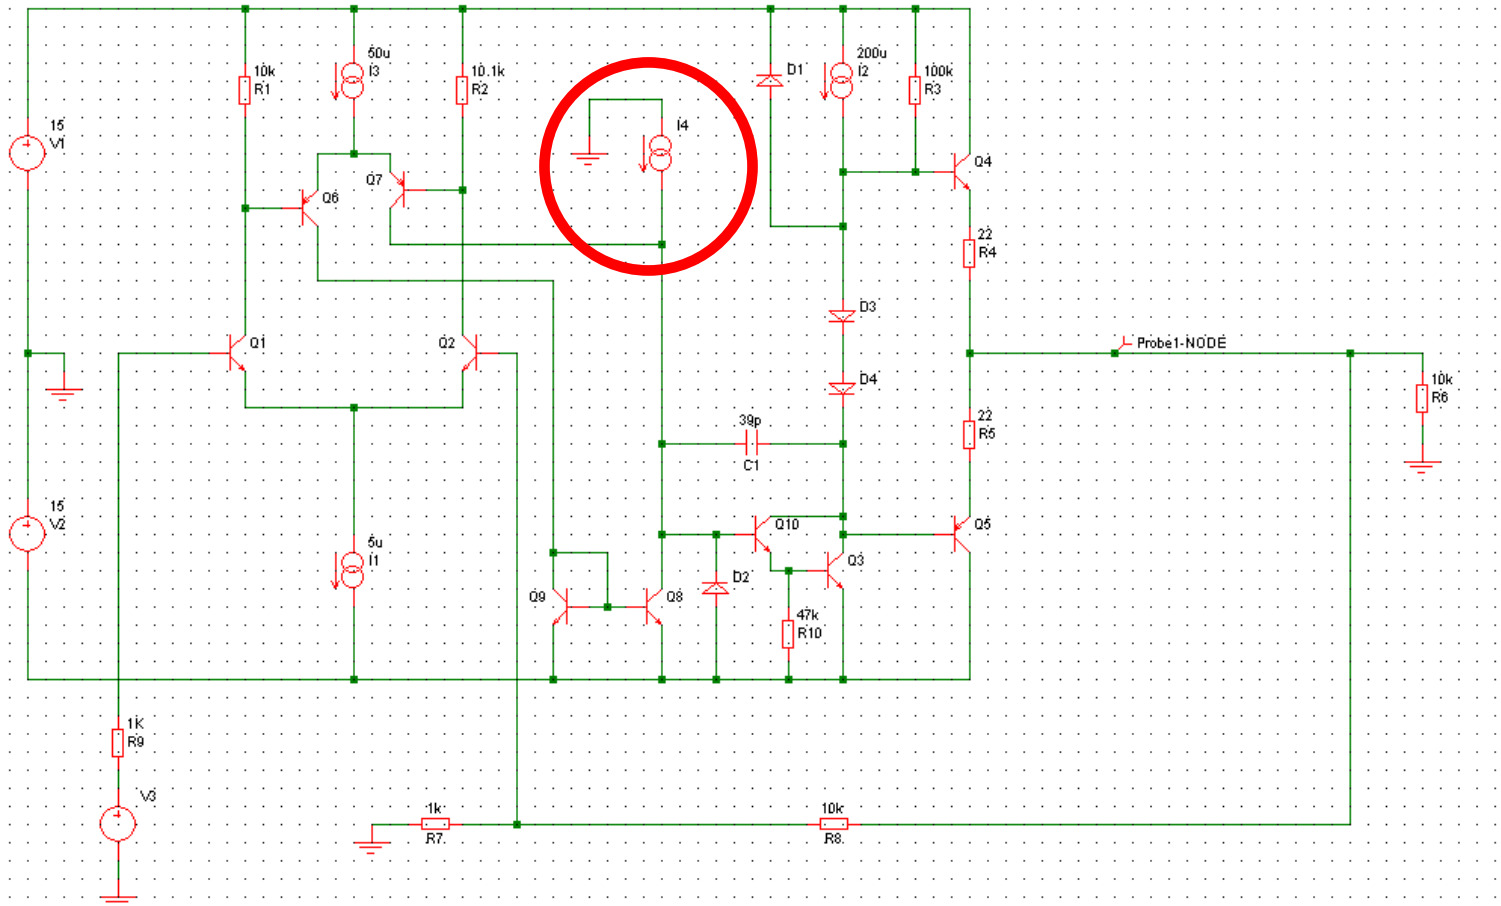 50u
I3
10k
R1
10.1k
R2
I4
D1
200u
I2
100k
R3
15
V1
Q4
Q7
Q6
22
R4
D3
Q1
Q2
Probe1-NODE
D4
10k
R6
39p
C1
22
R5
15
V2
Q10
Q5
5u
I1
Q3
D2
Q9
Q8
47k
R10
1K
R9
V3
1k
R7
10k
R8